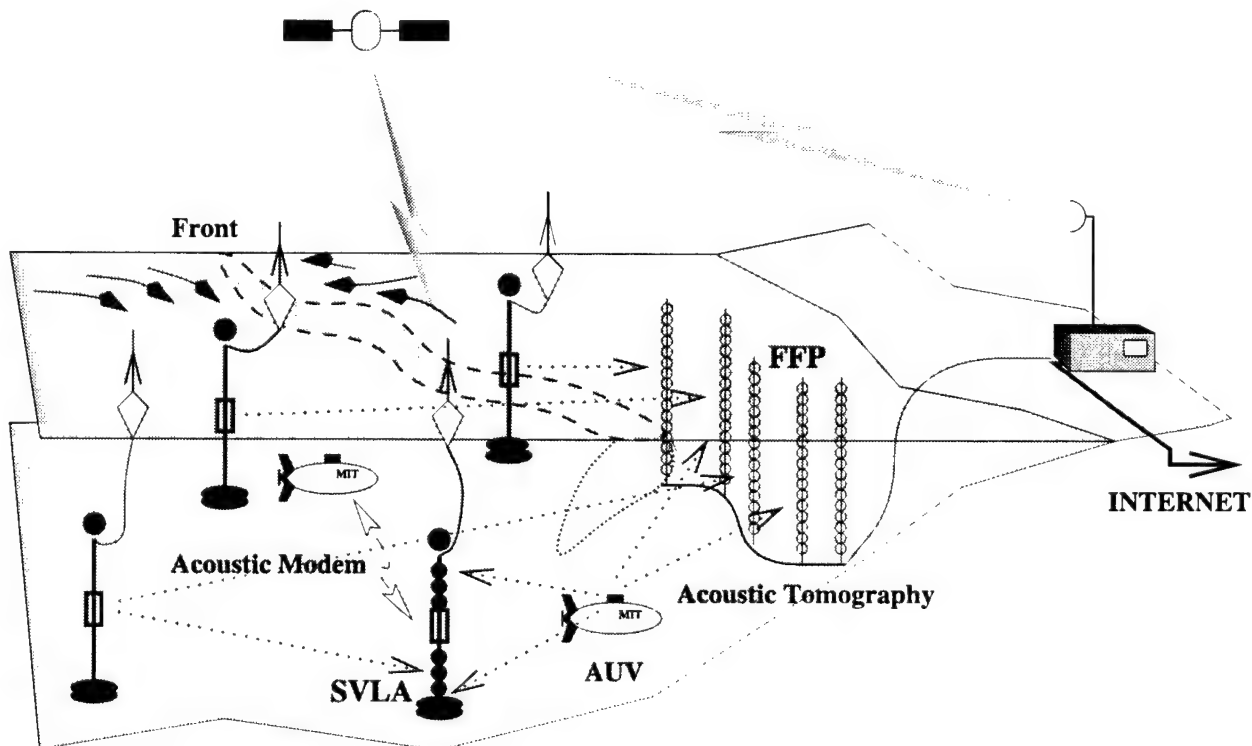 Front
FFP
MIT
INTERNET
Acoustic Modem
Acoustic Tomography
MIT
SVLA
AUV